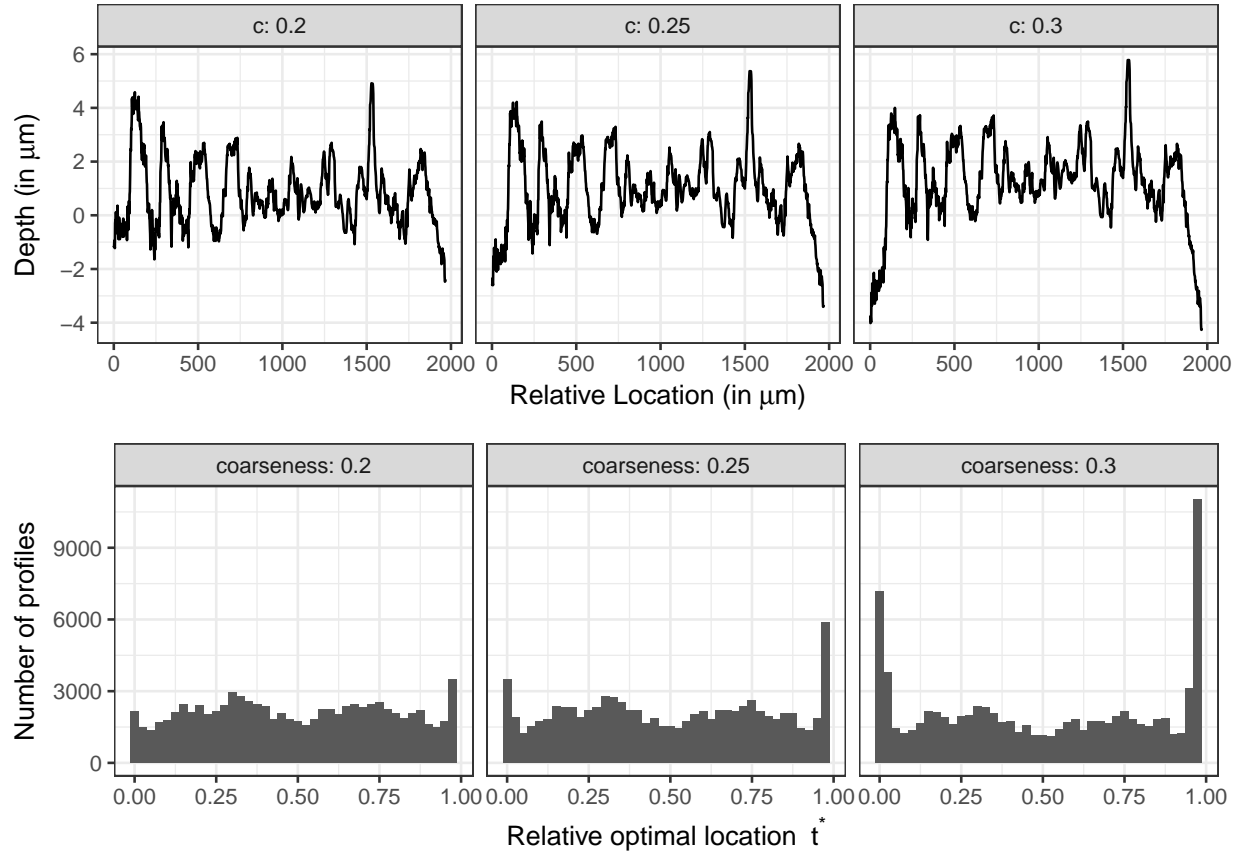 c: 0.2 c: 0.25 c: 0.3
6
4
2
0
−2
−4
Depth (in μm)
0 500 1000 1500 2000 0 500 1000 1500 2000 0 500 1000 1500 2000
Relative Location (in μm)
coarseness: 0.2 coarseness: 0.25 coarseness: 0.3
9000
6000
3000
0
Number of profiles
0.00 0.25 0.50 0.75 1.00 0.00 0.25 0.50 0.75 1.00 0.00 0.25 0.50 0.75 1.00
Relative optimal location t*